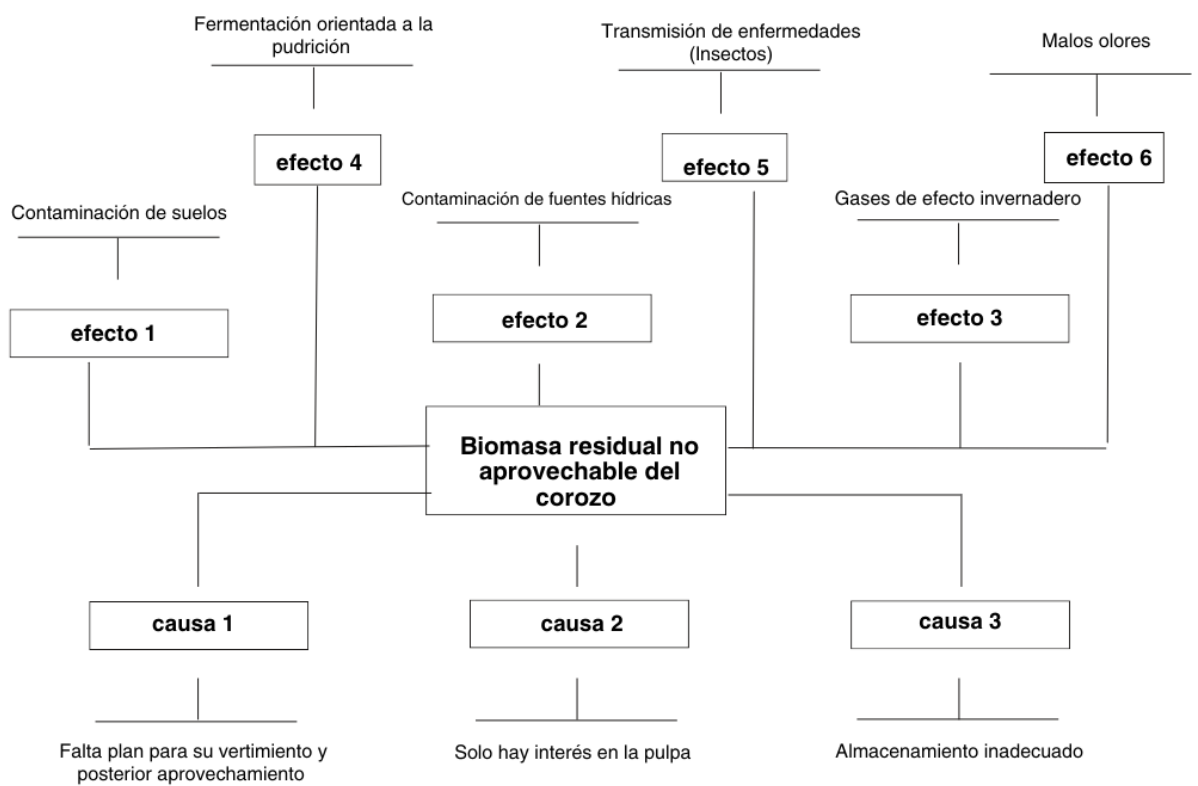 Fermentación orientada a la
pudrición
Transmisión de enfermedades
(Insectos)
Malos olores
efecto 4
efecto 5
efecto 6
Contaminación de suelos
Contaminación de fuentes hídricas
Gases de efecto invernadero
efecto 1
efecto 2
efecto 3
Biomasa residual no
aprovechable del
corozo
causa 1
causa 2
causa 3
Falta plan para su vertimiento y
posterior aprovechamiento
Solo hay interés en la pulpa
Almacenamiento inadecuado